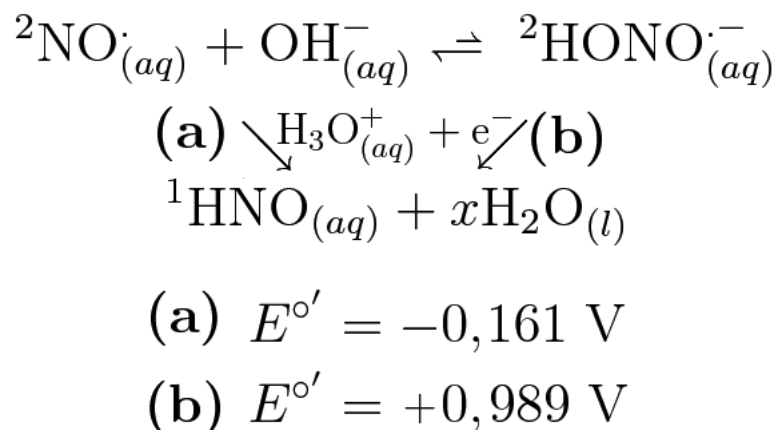 ²NO˙(aq) + OH⁻(aq) ⇌ ²HONO˙⁻(aq)
(a) ↘ H₃O⁺(aq) + e⁻ ↙ (b)
¹HNO(aq) + xH₂O(l)
(a) E°′ = −0,161 V
(b) E°′ = +0,989 V